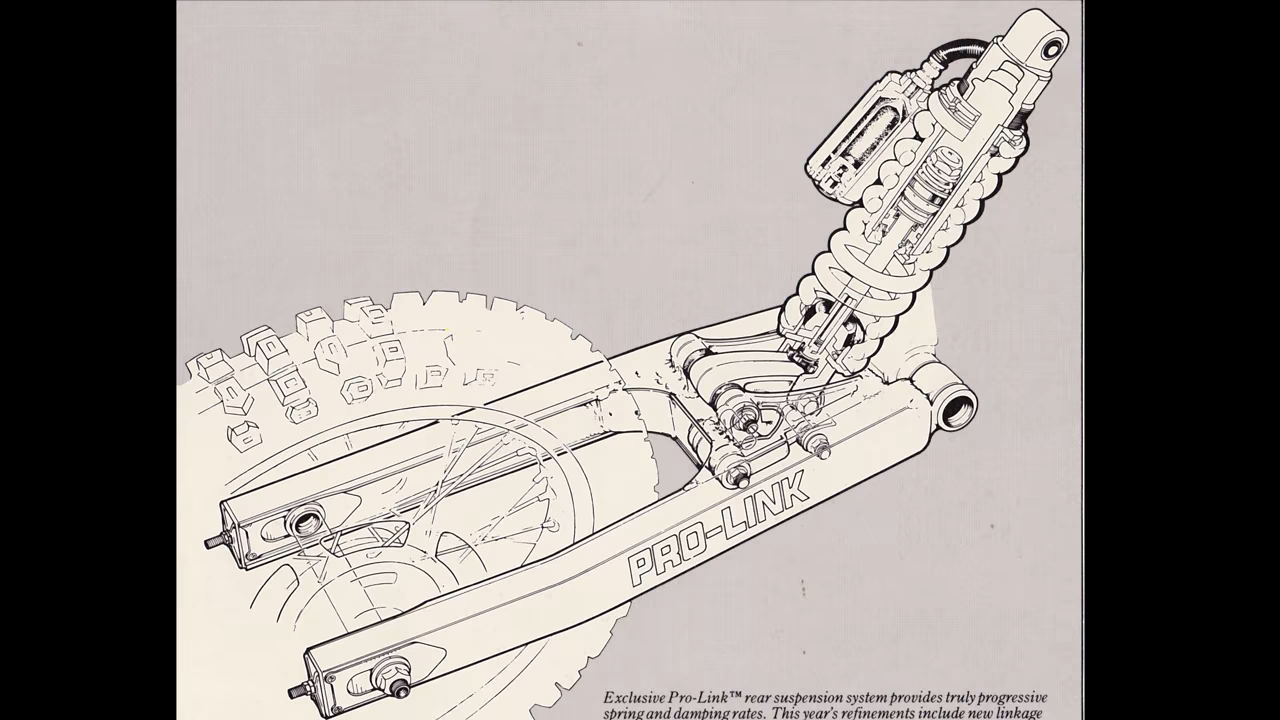 PRO-LINK
Exclusive Pro-Link™ rear suspension system provides truly progressive
spring and damping rates. This year's refinements include new linkage